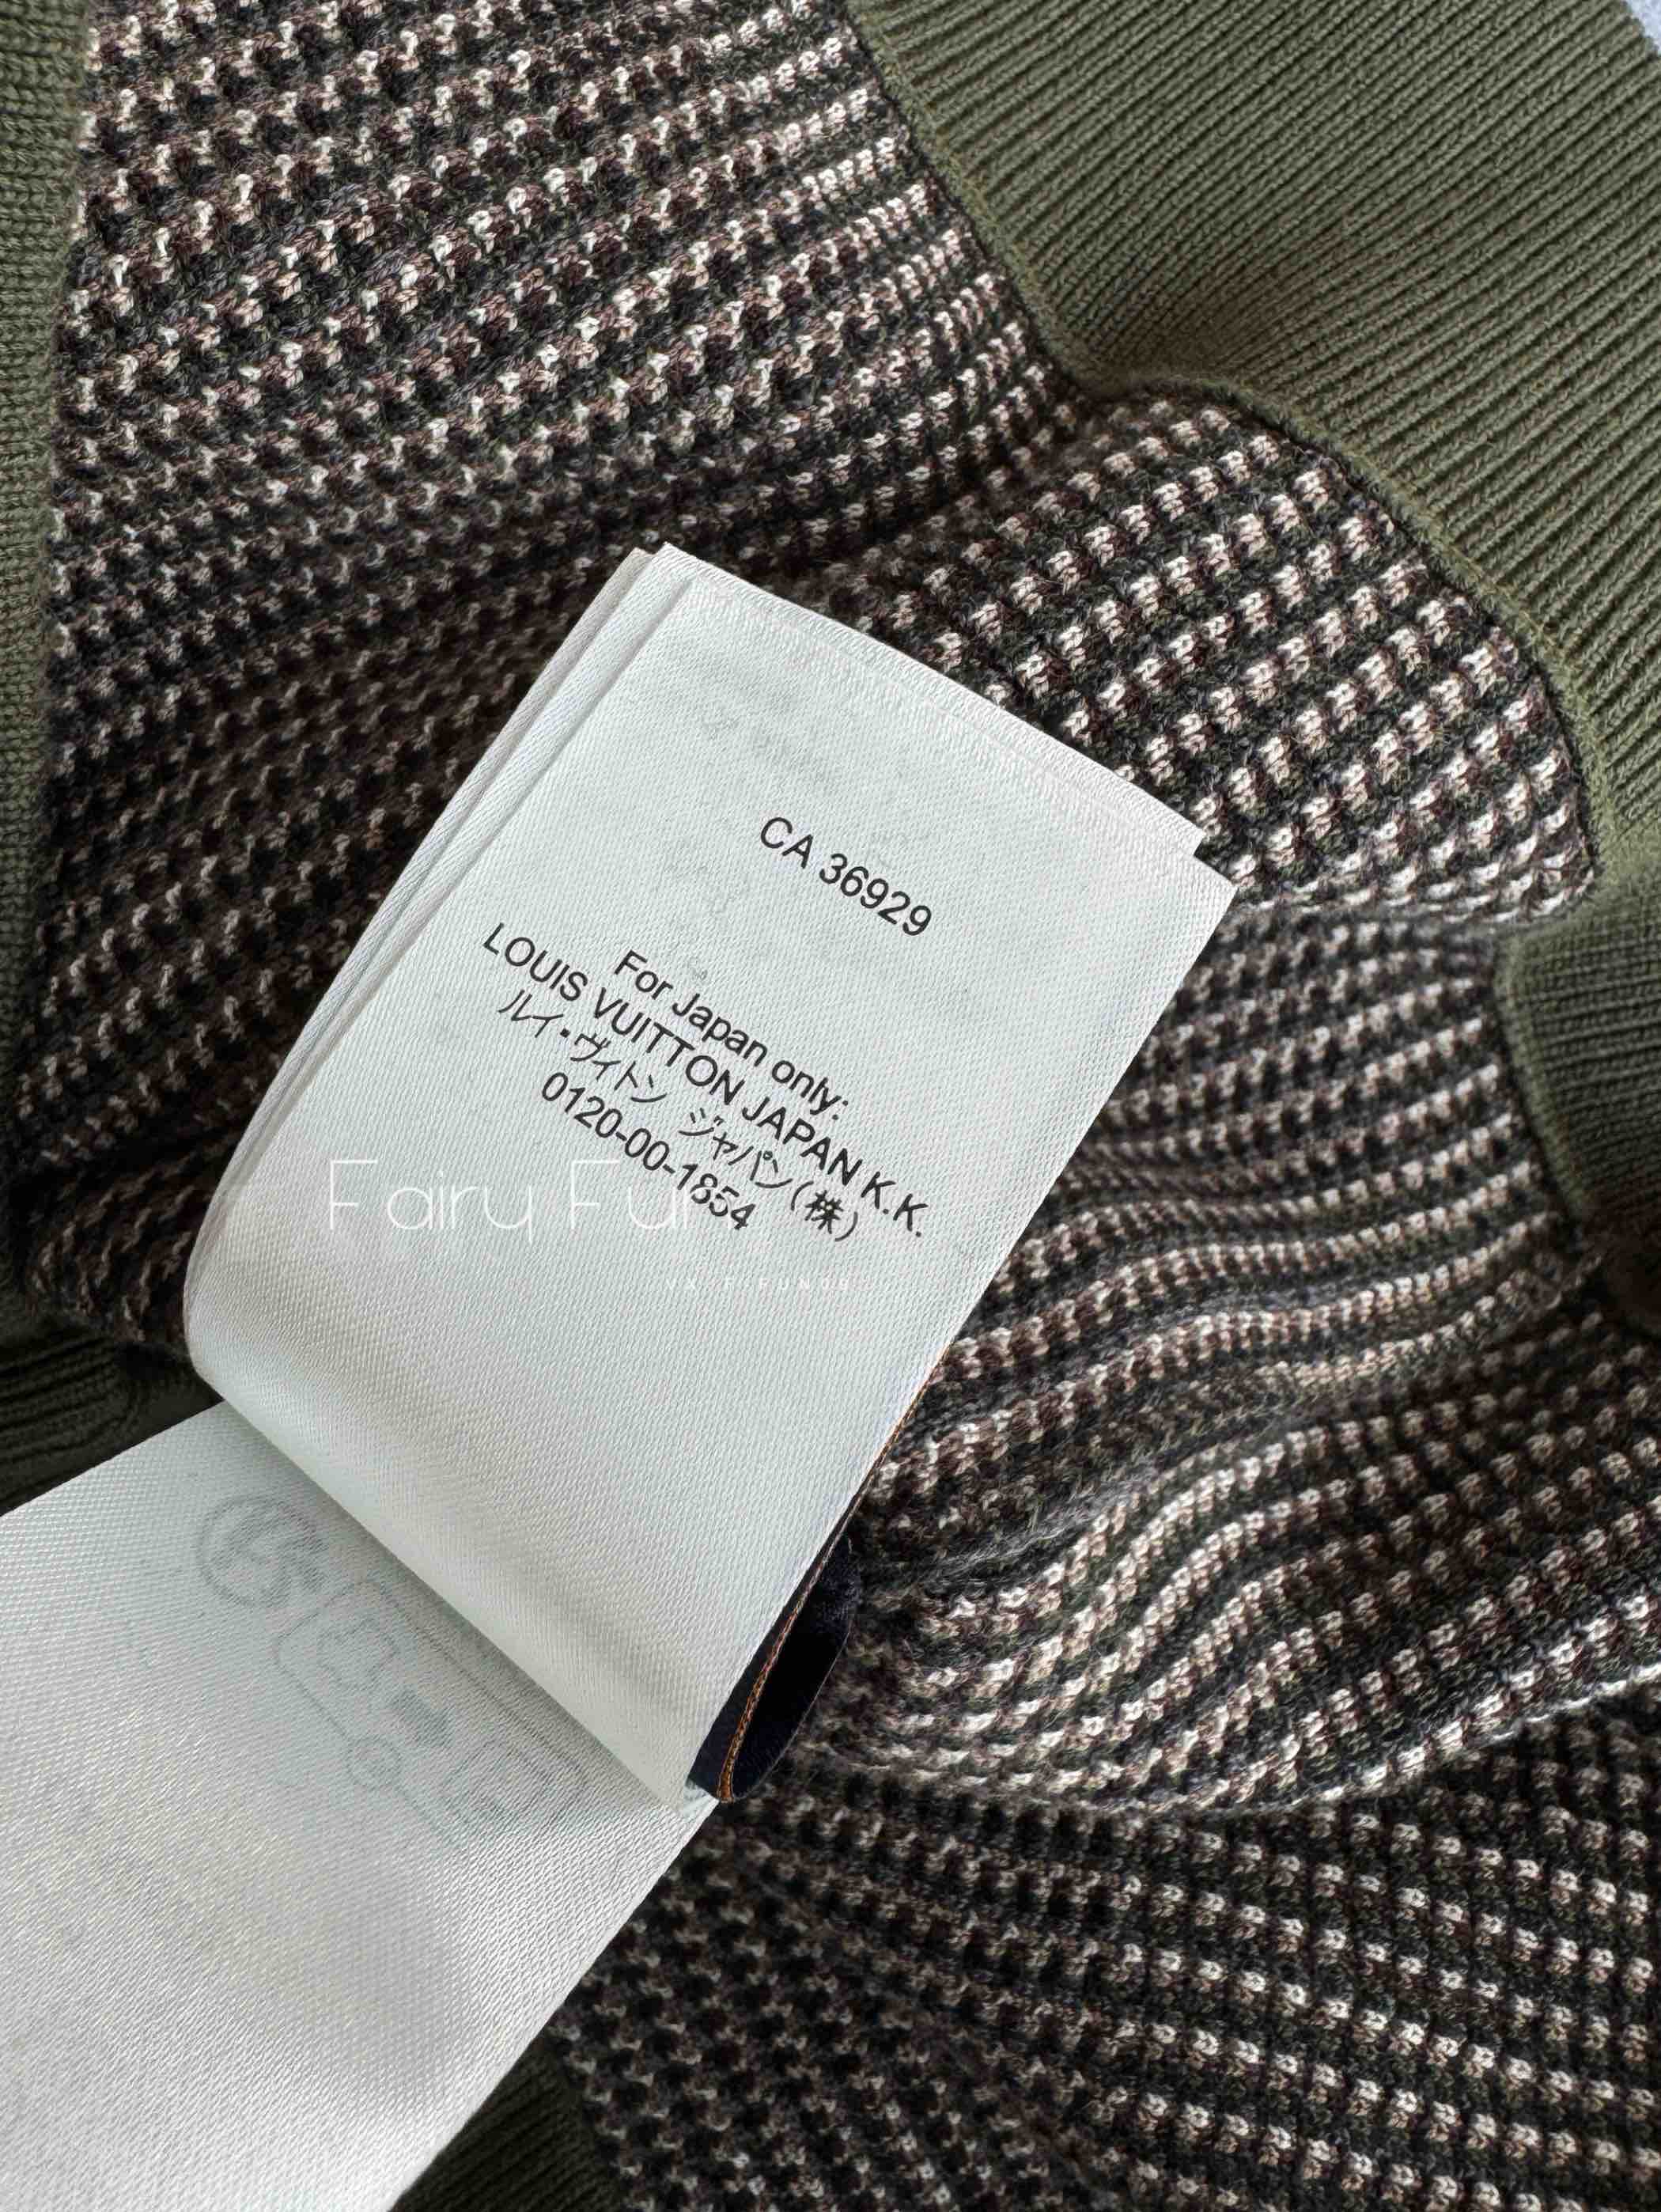 CA 36929
For Japan only:
LOUIS VUITTON JAPAN K.K.
ルイ・ヴィトン ジャパン(株)
0120-00-1854
Fairy Fun